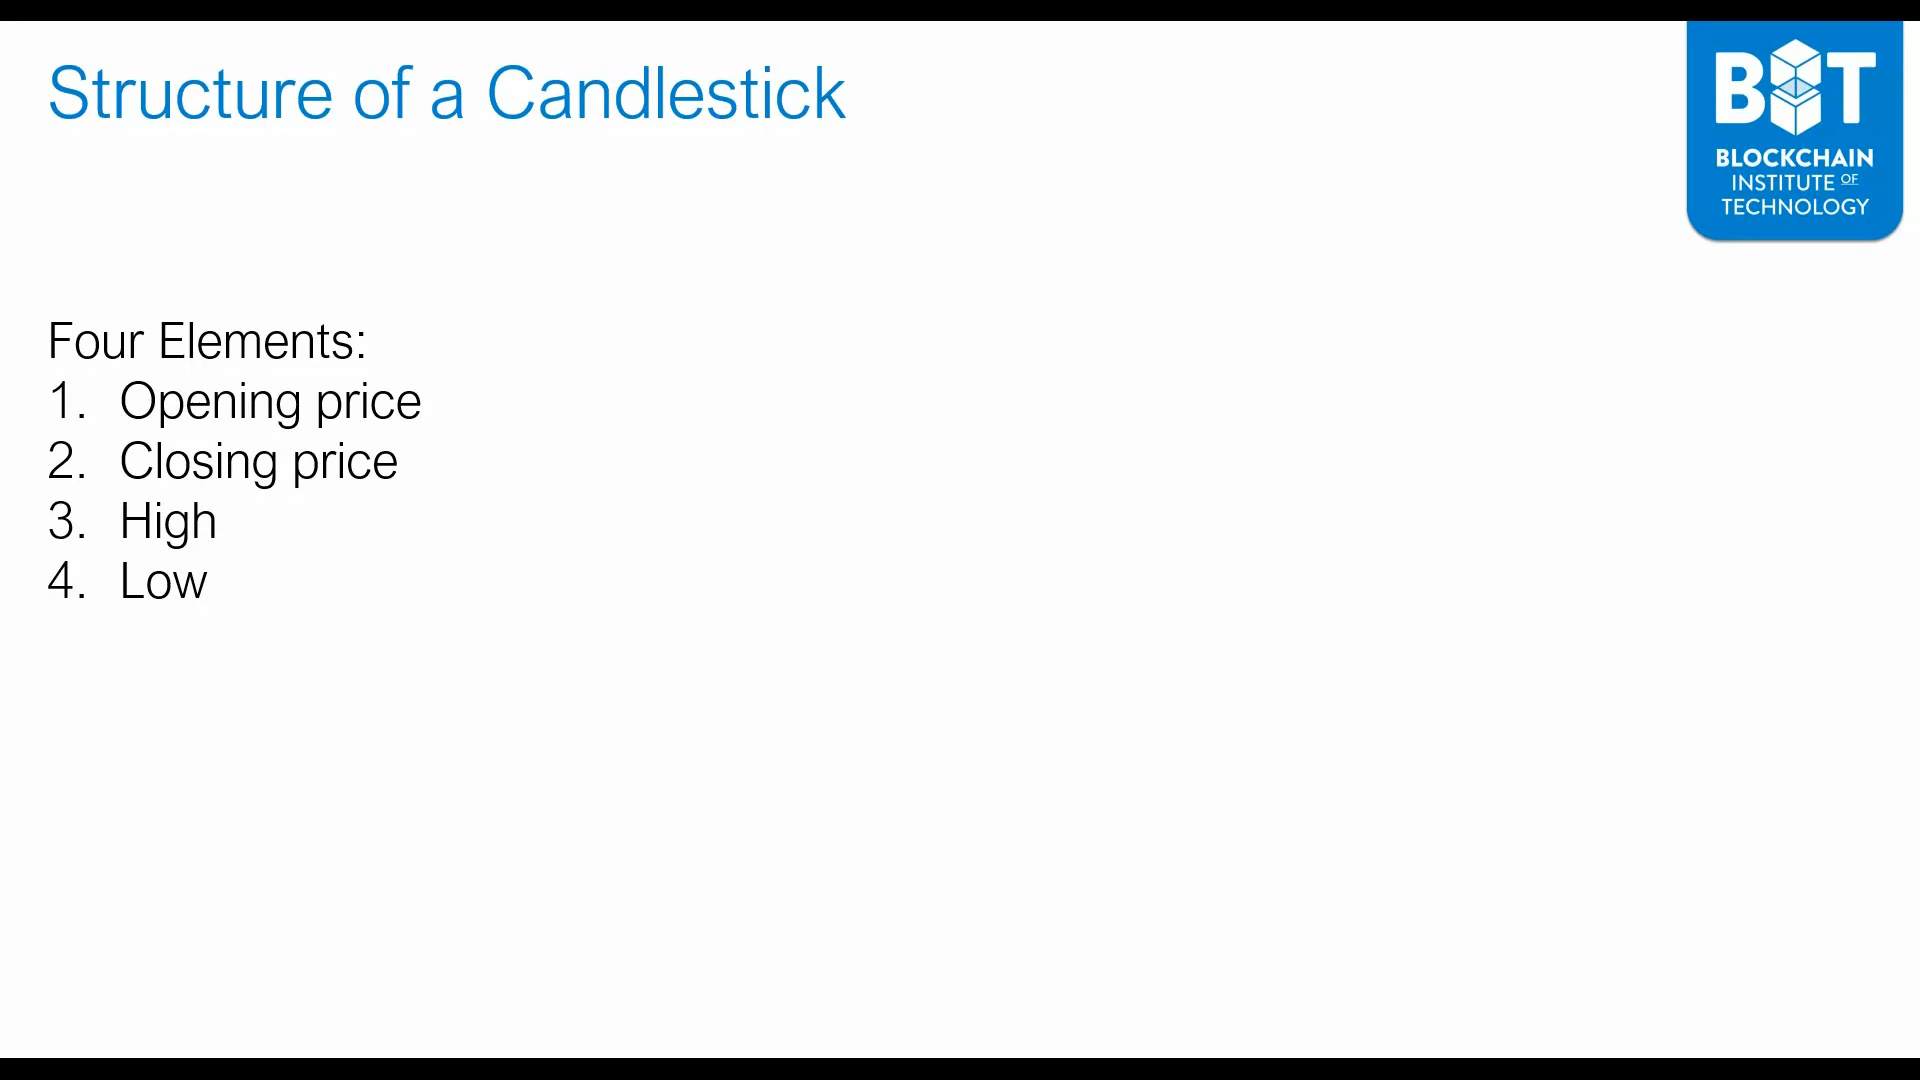 Structure of a Candlestick
BIT
BLOCKCHAIN
INSTITUTE OF
TECHNOLOGY
Four Elements:
1. Opening price
2. Closing price
3. High
4. Low